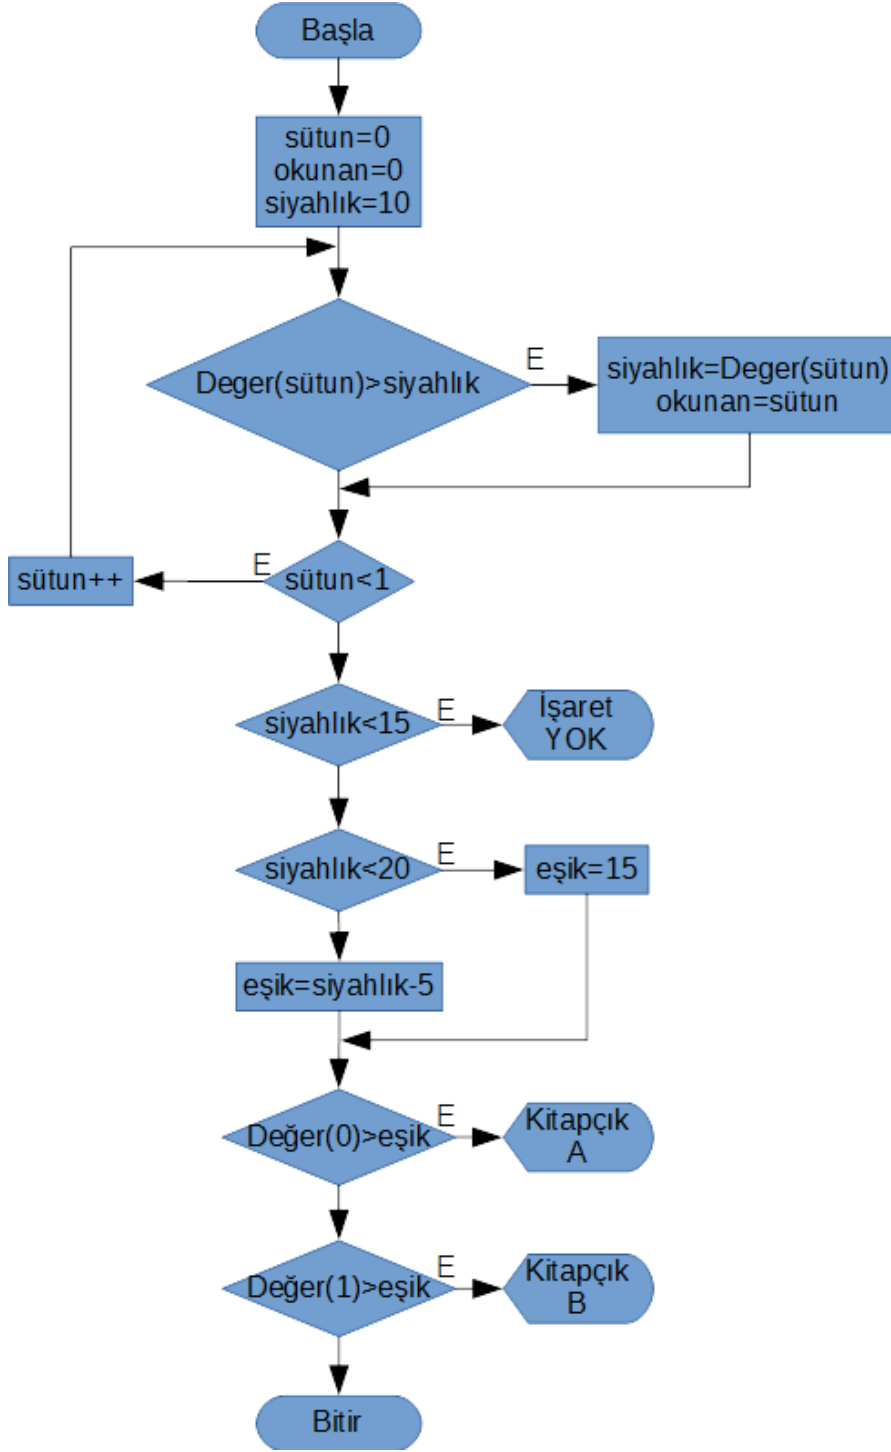 Başla
sütun=0
okunan=0
siyahlık=10
Deger(sütun)>siyahlık
E
siyahlık=Deger(sütun)
okunan=sütun
sütun++
E
sütun<1
siyahlık<15
E
İşaret
YOK
siyahlık<20
E
eşik=15
eşik=siyahlık-5
Değer(0)>eşik
E
Kitapçık
A
Değer(1)>eşik
E
Kitapçık
B
Bitir